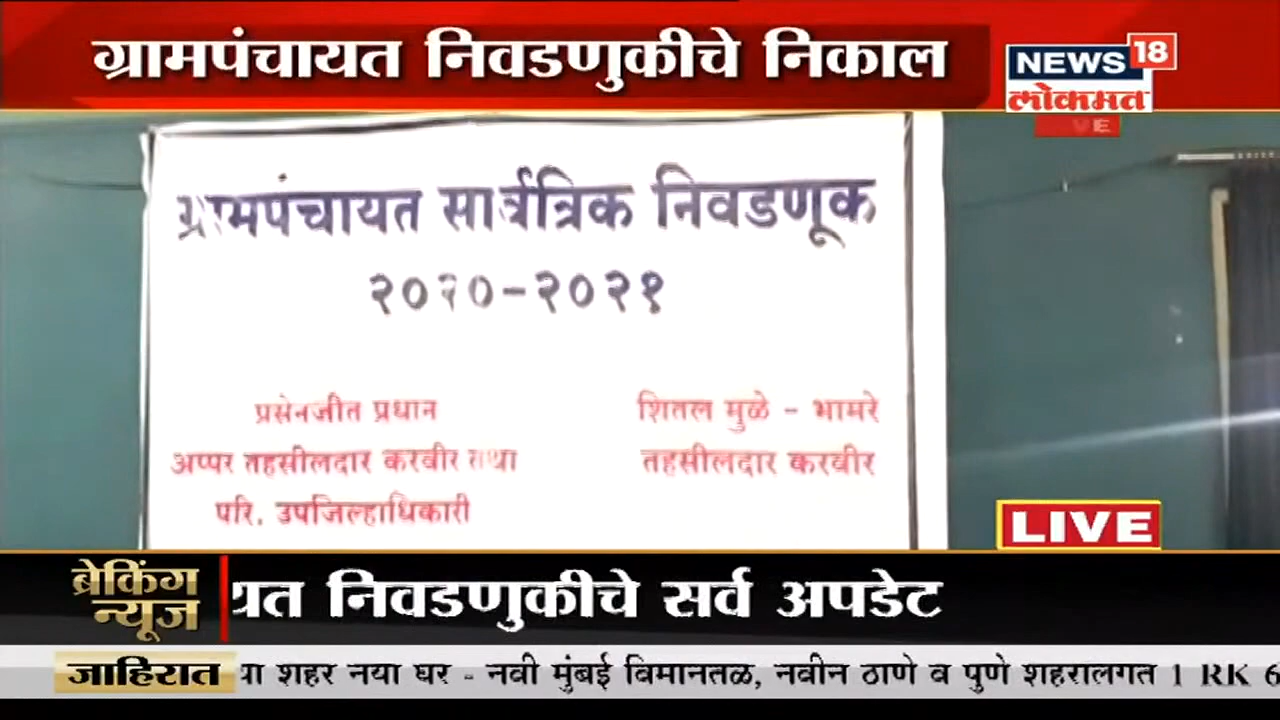 ग्रामपंचायत निवडणुकीचे निकाल
NEWS 18
लोकमत
VE
ग्रामपंचायत सार्वत्रिक निवडणूक
२०२०-२०२१
प्रसेनजीत प्रधान
अप्पर तहसीलदार करवीर तथा
परि. उपजिल्हाधिकारी
शितल मुळे - भामरे
तहसीलदार करवीर
LIVE
ब्रेकिंग
न्यूज
यत निवडणुकीचे सर्व अपडेट
जाहिरात
या शहर नया घर - नवी मुंबई विमानतळ, नवीन ठाणे व पुणे शहरालगत 1 RK 6